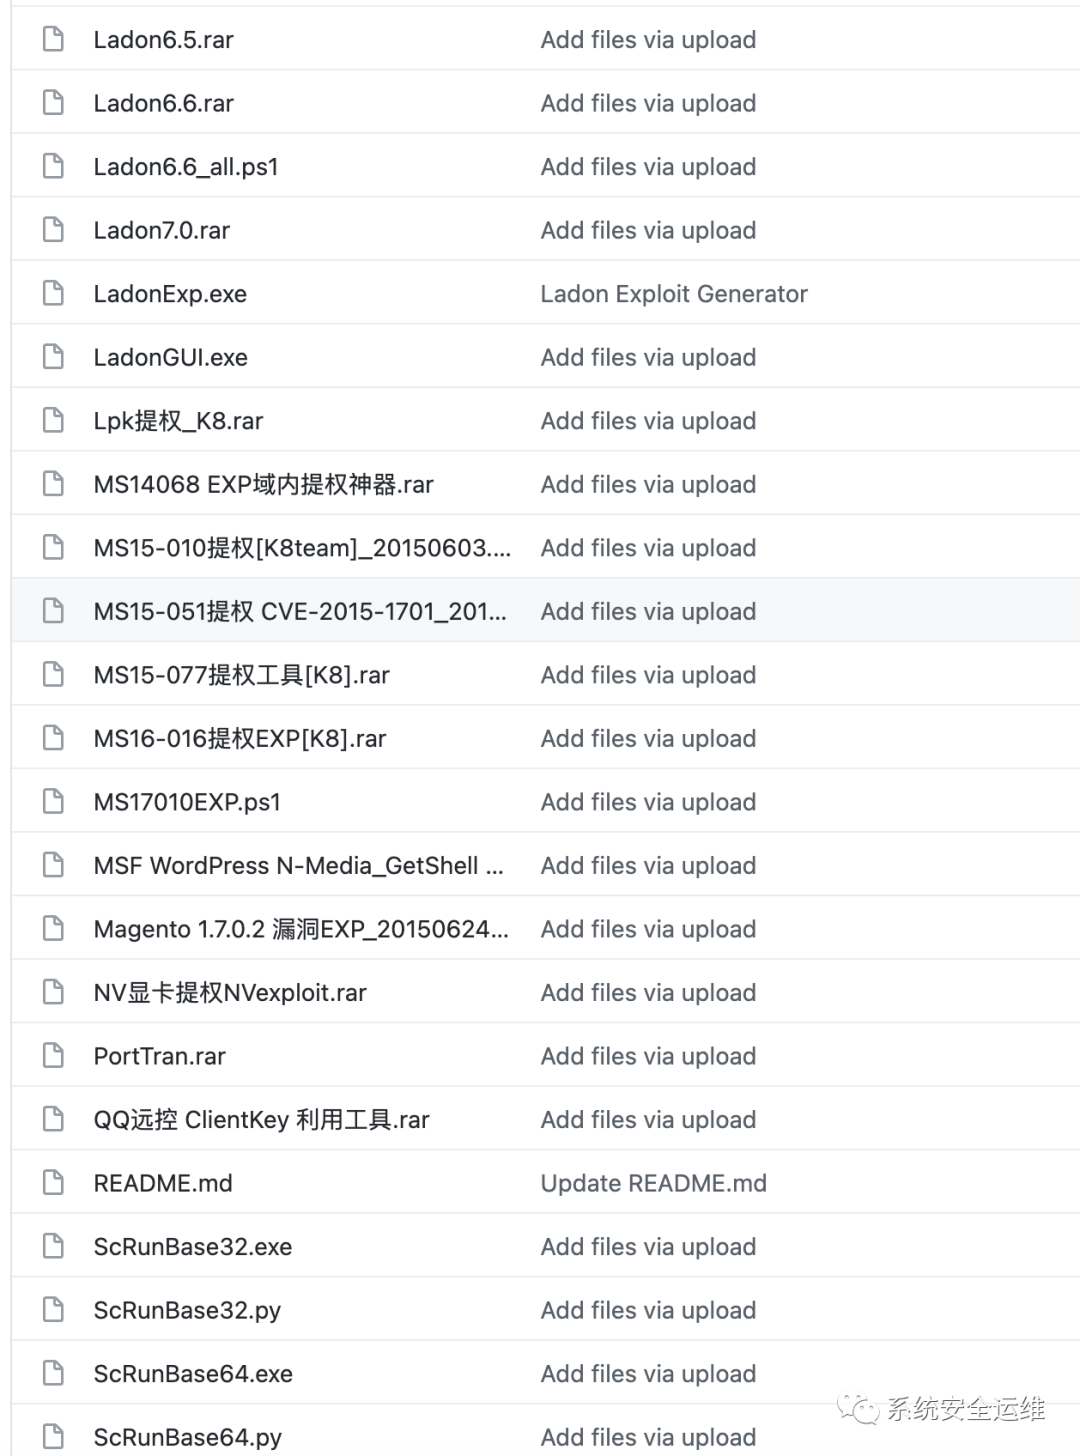 Ladon6.5.rar Add files via upload
Ladon6.6.rar Add files via upload
Ladon6.6_all.ps1 Add files via upload
Ladon7.0.rar Add files via upload
LadonExp.exe Ladon Exploit Generator
LadonGUI.exe Add files via upload
Lpk提权_K8.rar Add files via upload
MS14068 EXP域内提权神器.rar Add files via upload
MS15-010提权[K8team]_20150603.... Add files via upload
MS15-051提权 CVE-2015-1701_201... Add files via upload
MS15-077提权工具[K8].rar Add files via upload
MS16-016提权EXP[K8].rar Add files via upload
MS17010EXP.ps1 Add files via upload
MSF WordPress N-Media_GetShell ... Add files via upload
Magento 1.7.0.2 漏洞EXP_20150624... Add files via upload
NV显卡提权NVexploit.rar Add files via upload
PortTran.rar Add files via upload
QQ远控 ClientKey 利用工具.rar Add files via upload
README.md Update README.md
ScRunBase32.exe Add files via upload
ScRunBase32.py Add files via upload
ScRunBase64.exe Add files via upload
系统安全运维
ScRunBase64.py Add files via upload